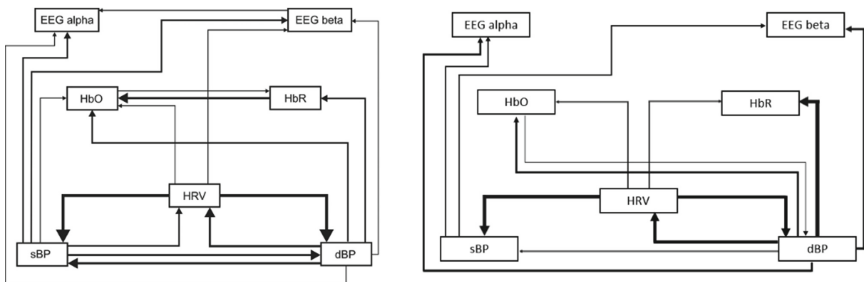 EEG alpha
EEG beta
HbO
HbR
HRV
sBP
dBP
EEG alpha
EEG beta
HbO
HbR
HRV
sBP
dBP